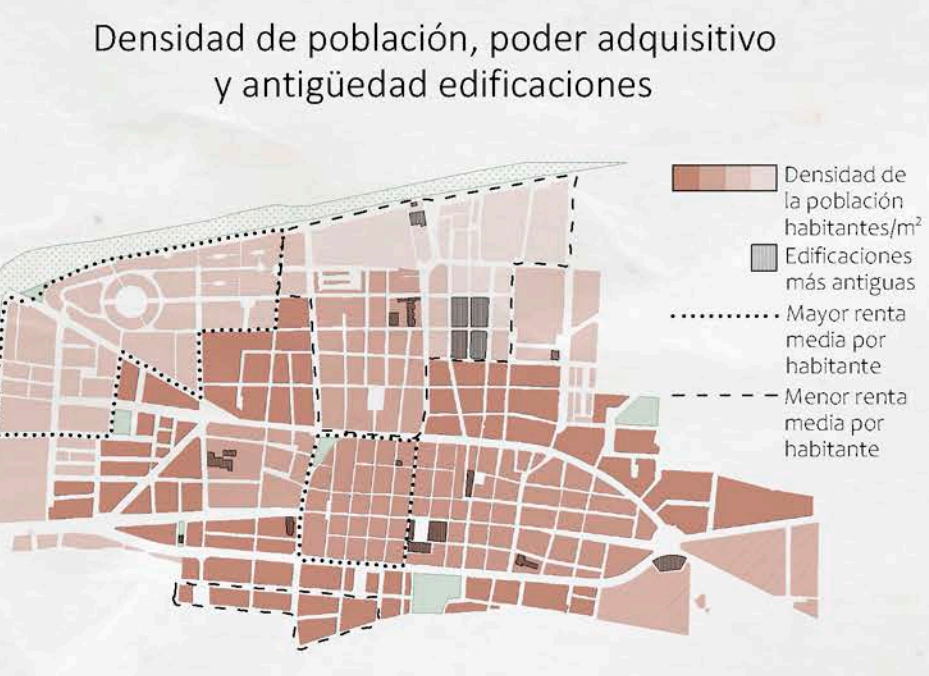 Densidad de población, poder adquisitivo
y antigüedad edificaciones
Densidad de
la población
habitantes/m²
Edificaciones
más antiguas
Mayor renta
media por
habitante
Menor renta
media por
habitante